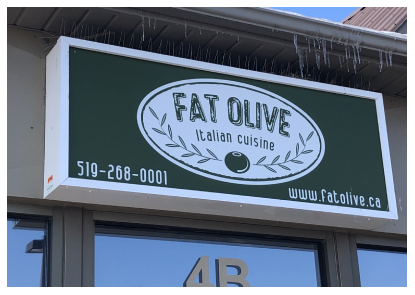 FAT OLIVE
Italian cuisine
519-268-0001
www.fatolive.ca
4B